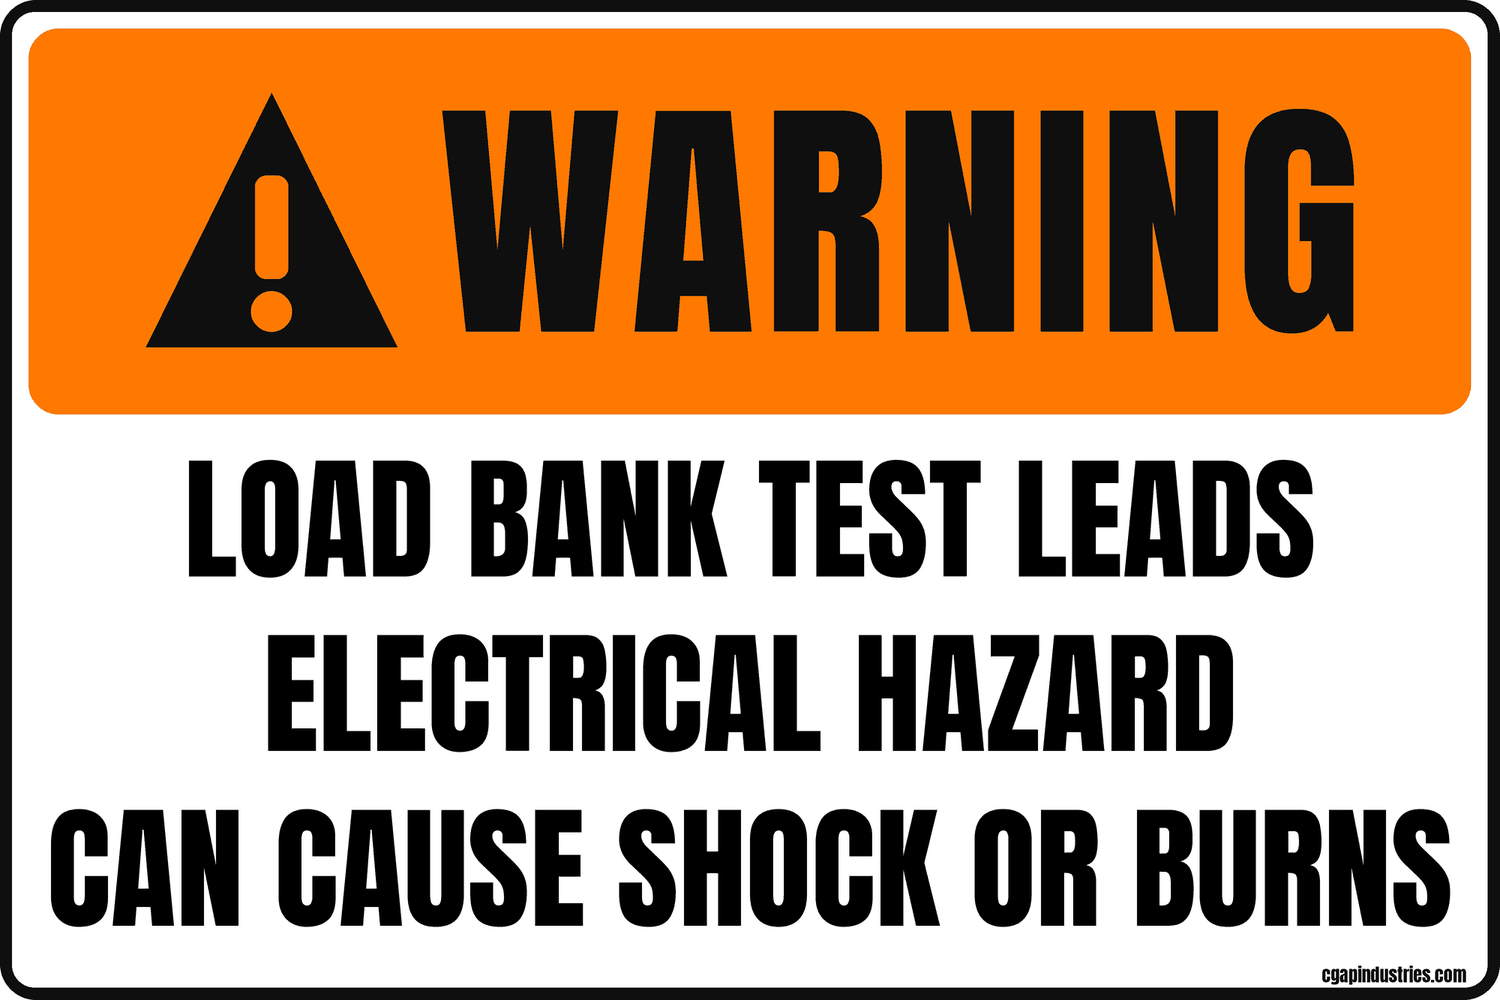 WARNING
LOAD BANK TEST LEADS
ELECTRICAL HAZARD
CAN CAUSE SHOCK OR BURNS
cgapindustries.com